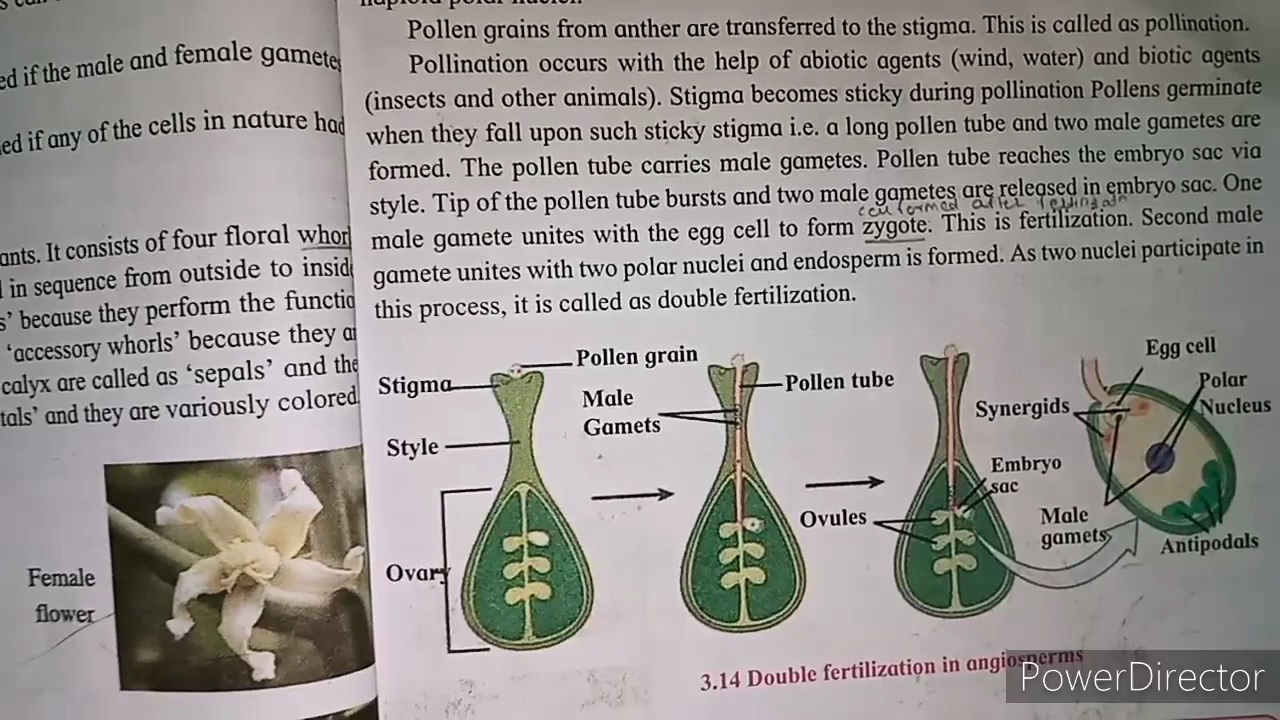 ed if the male and female gamete
ed if any of the cells in nature had
ants. It consists of four floral whorl
in sequence from outside to insid
s' because they perform the functio
'accessory whorls' because they a
calyx are called as 'sepals' and the
tals' and they are variously colored
Female
flower
haploid polar nuclei.
Pollen grains from anther are transferred to the stigma. This is called as pollination.
Pollination occurs with the help of abiotic agents (wind, water) and biotic agents
(insects and other animals). Stigma becomes sticky during pollination Pollens germinate
when they fall upon such sticky stigma i.e. a long pollen tube and two male gametes are
formed. The pollen tube carries male gametes. Pollen tube reaches the embryo sac via
style. Tip of the pollen tube bursts and two male gametes are released in embryo sac. One
cell formed after
male gamete unites with the egg cell to form zygote. This is fertilization. Second male
gamete unites with two polar nuclei and endosperm is formed. As two nuclei participate in
this process, it is called as double fertilization.
Pollen grain
Stigma
Style
Ovary
Male
Gamets
Pollen tube
Ovules
Embryo
sac
Synergids
Egg cell
Polar
Nucleus
Male
gamets
Antipodals
3.14 Double fertilization in angiosperms
PowerDirector